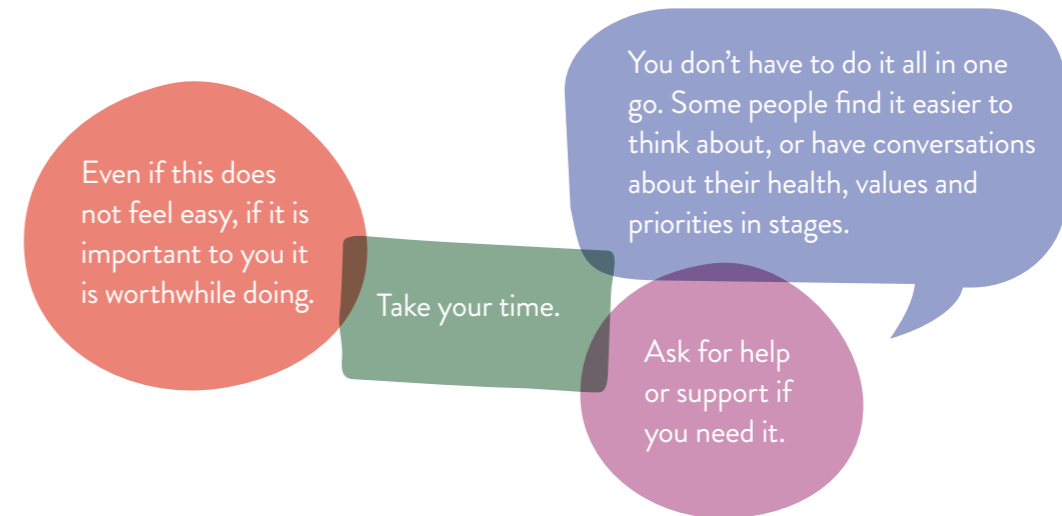 Even if this does
not feel easy, if it is
important to you it
is worthwhile doing.
Take your time.
You don’t have to do it all in one
go. Some people find it easier to
think about, or have conversations
about their health, values and
priorities in stages.
Ask for help
or support if
you need it.